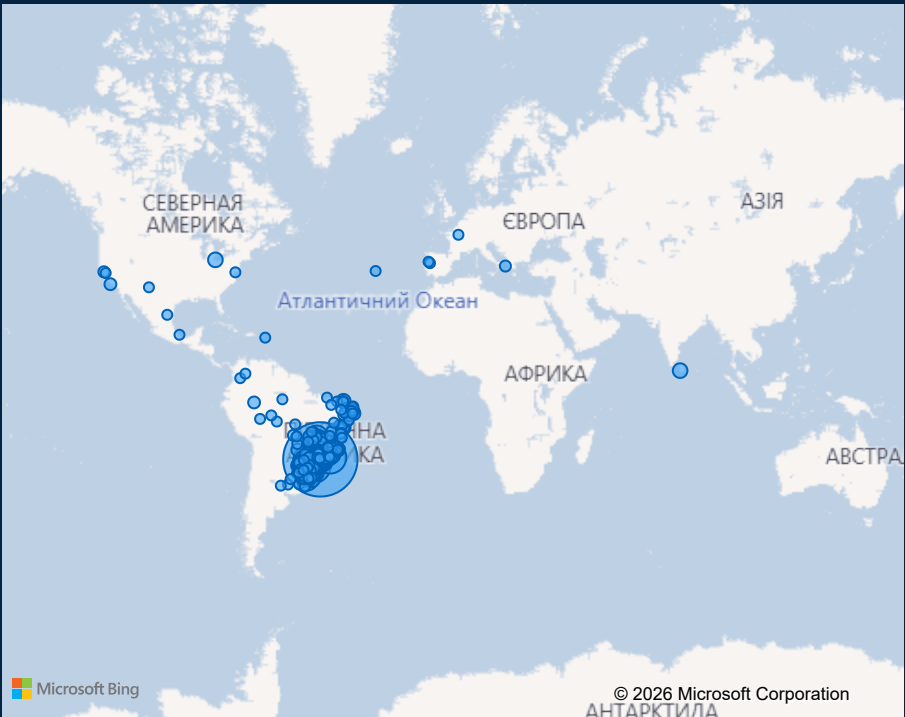 СЕВЕРНАЯ
АМЕРИКА
ЄВРОПА
АЗІЯ
Атлантичний Океан
АФРИКА
АВСТРА
Microsoft Bing
© 2026 Microsoft Corporation
АНТАРКТИДА